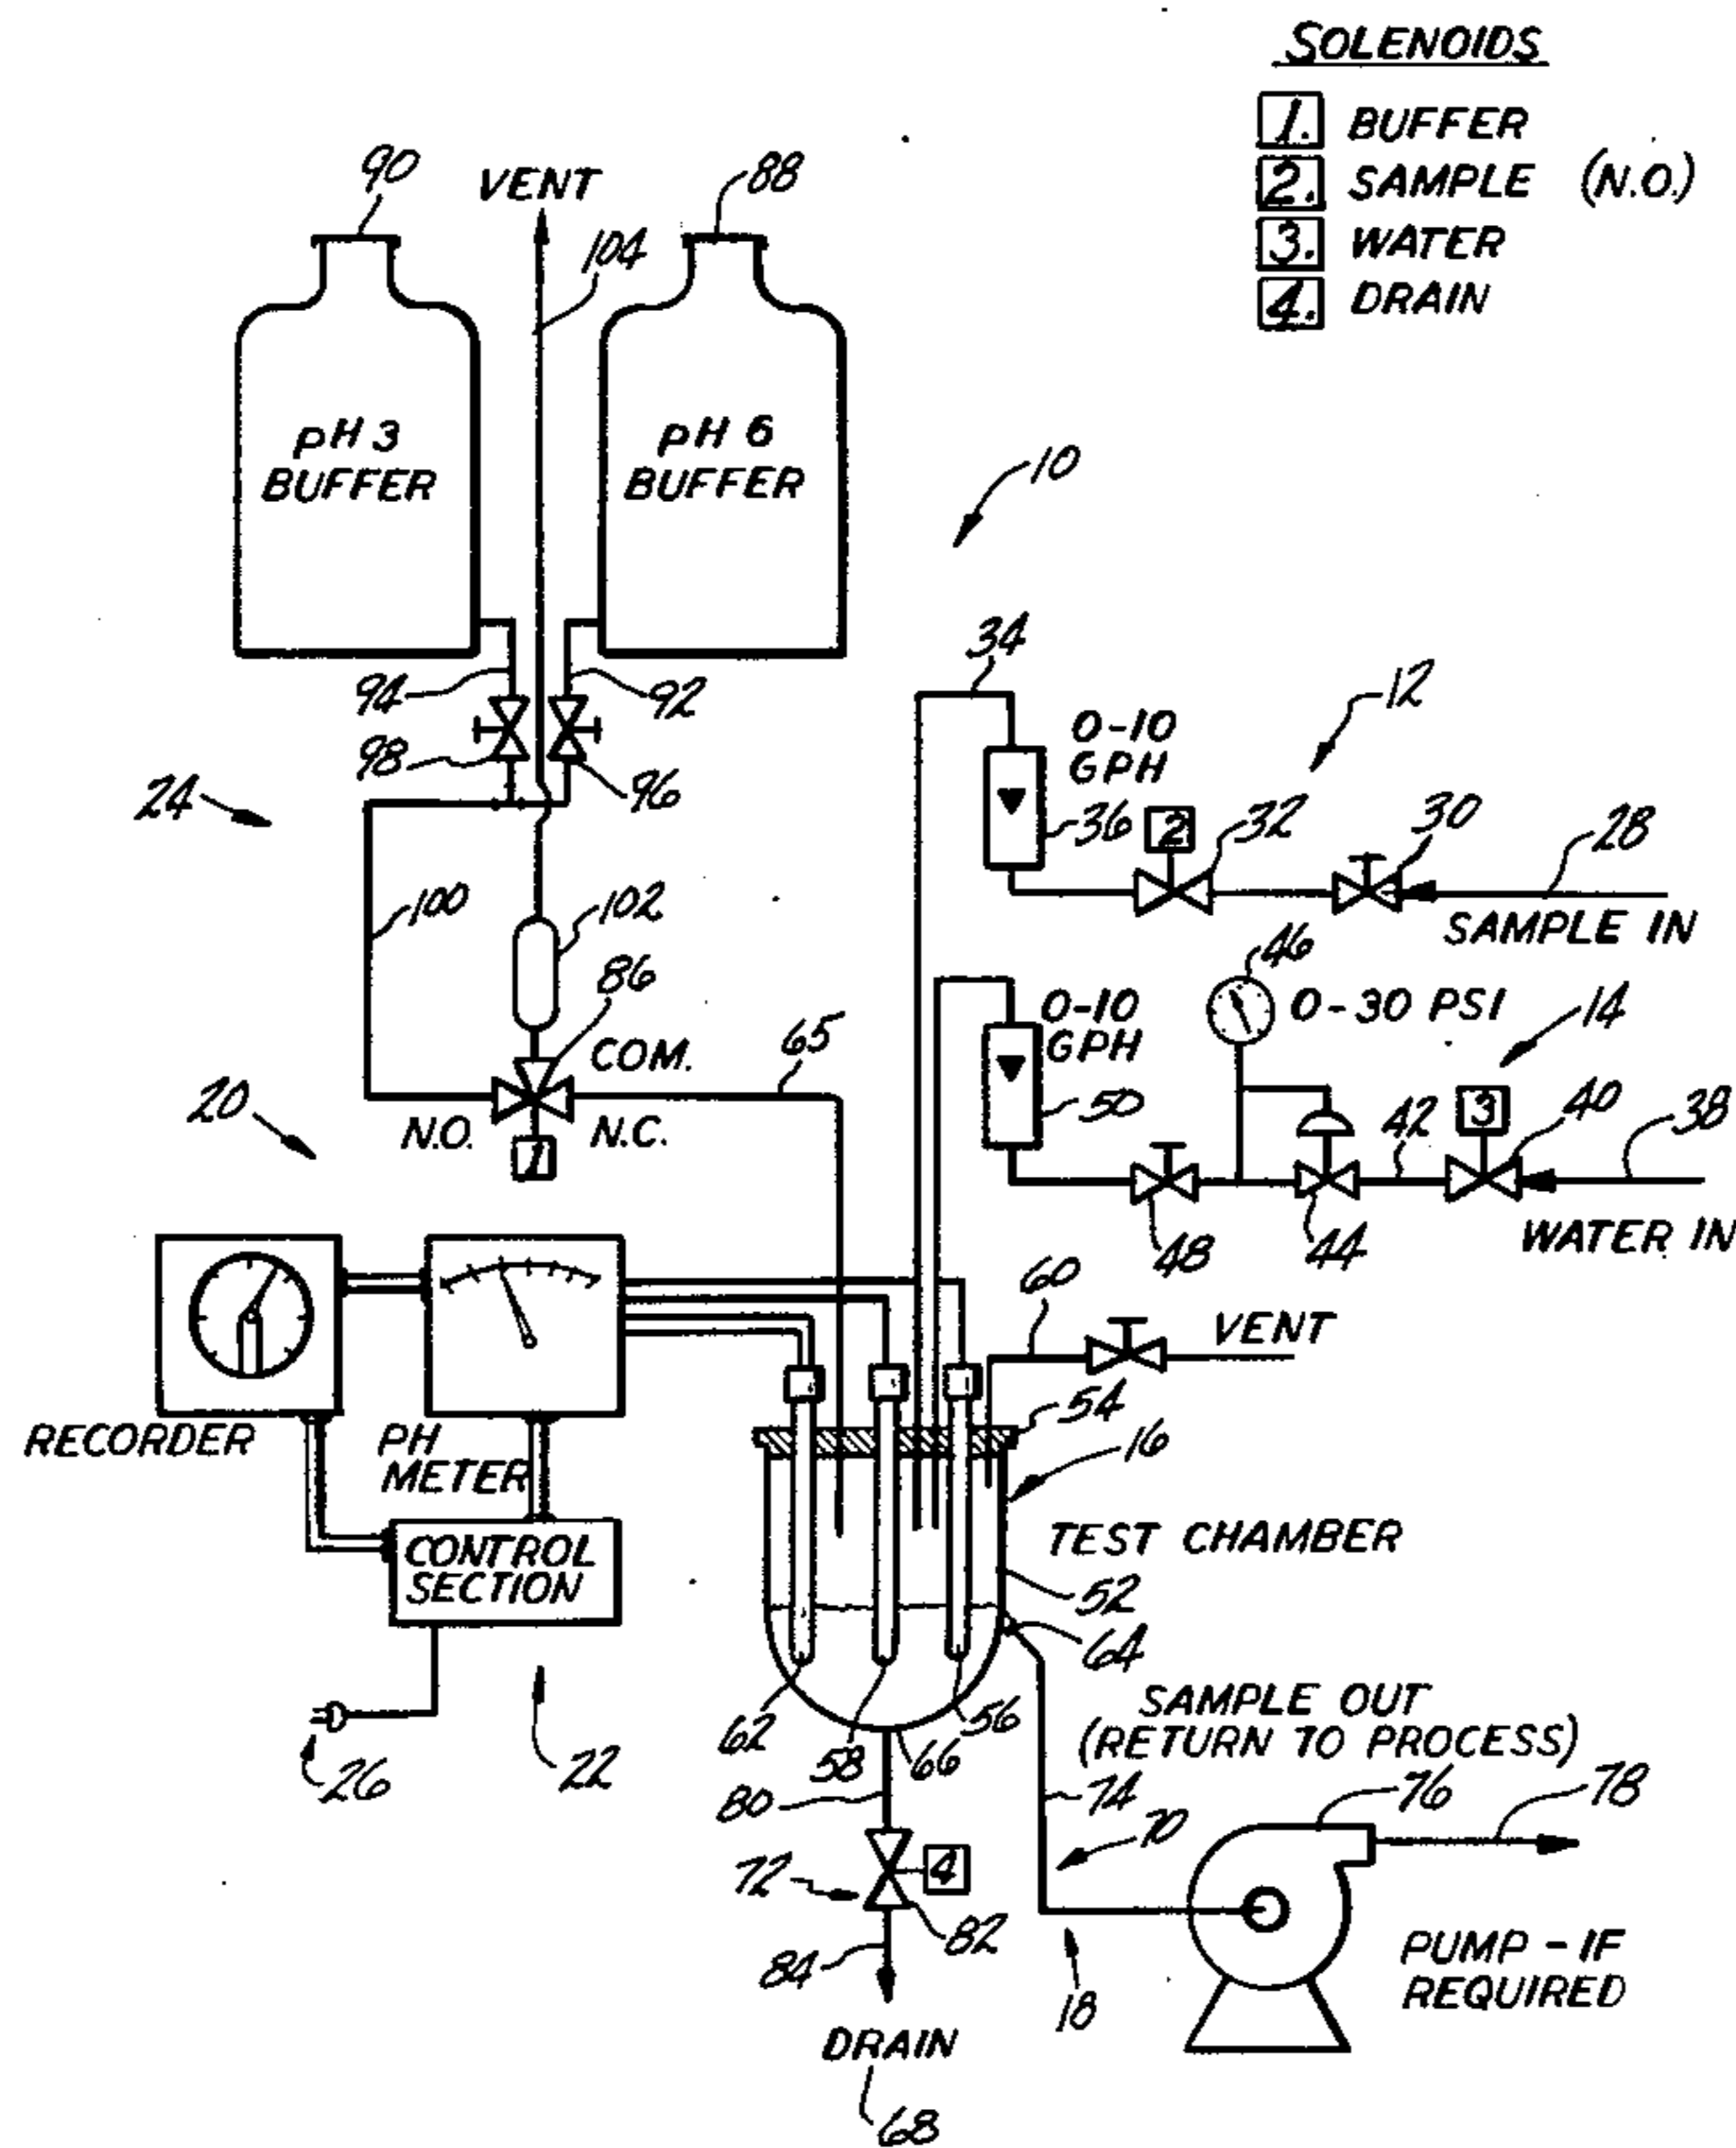 SOLENOIDS
1. BUFFER
2. SAMPLE (N.O.)
3. WATER
4. DRAIN
90
VENT
88
104
pH 3
BUFFER
pH 6
BUFFER
10
34
12
94
92
0-10
GPH
98
96
24
36
2
32
30
28
SAMPLE IN
100
102
86
46
0-30 PSI
14
COM.
65
0-10
GPH
20
N.O.
N.C.
1
50
42
3
40
38
48
44
WATER IN
60
VENT
RECORDER
PH
METER
54
16
CONTROL
SECTION
TEST CHAMBER
52
64
62
58
66
56
SAMPLE OUT
(RETURN TO PROCESS)
26
22
80
74
70
76
78
72
4
82
84
18
PUMP - IF
REQUIRED
DRAIN
68